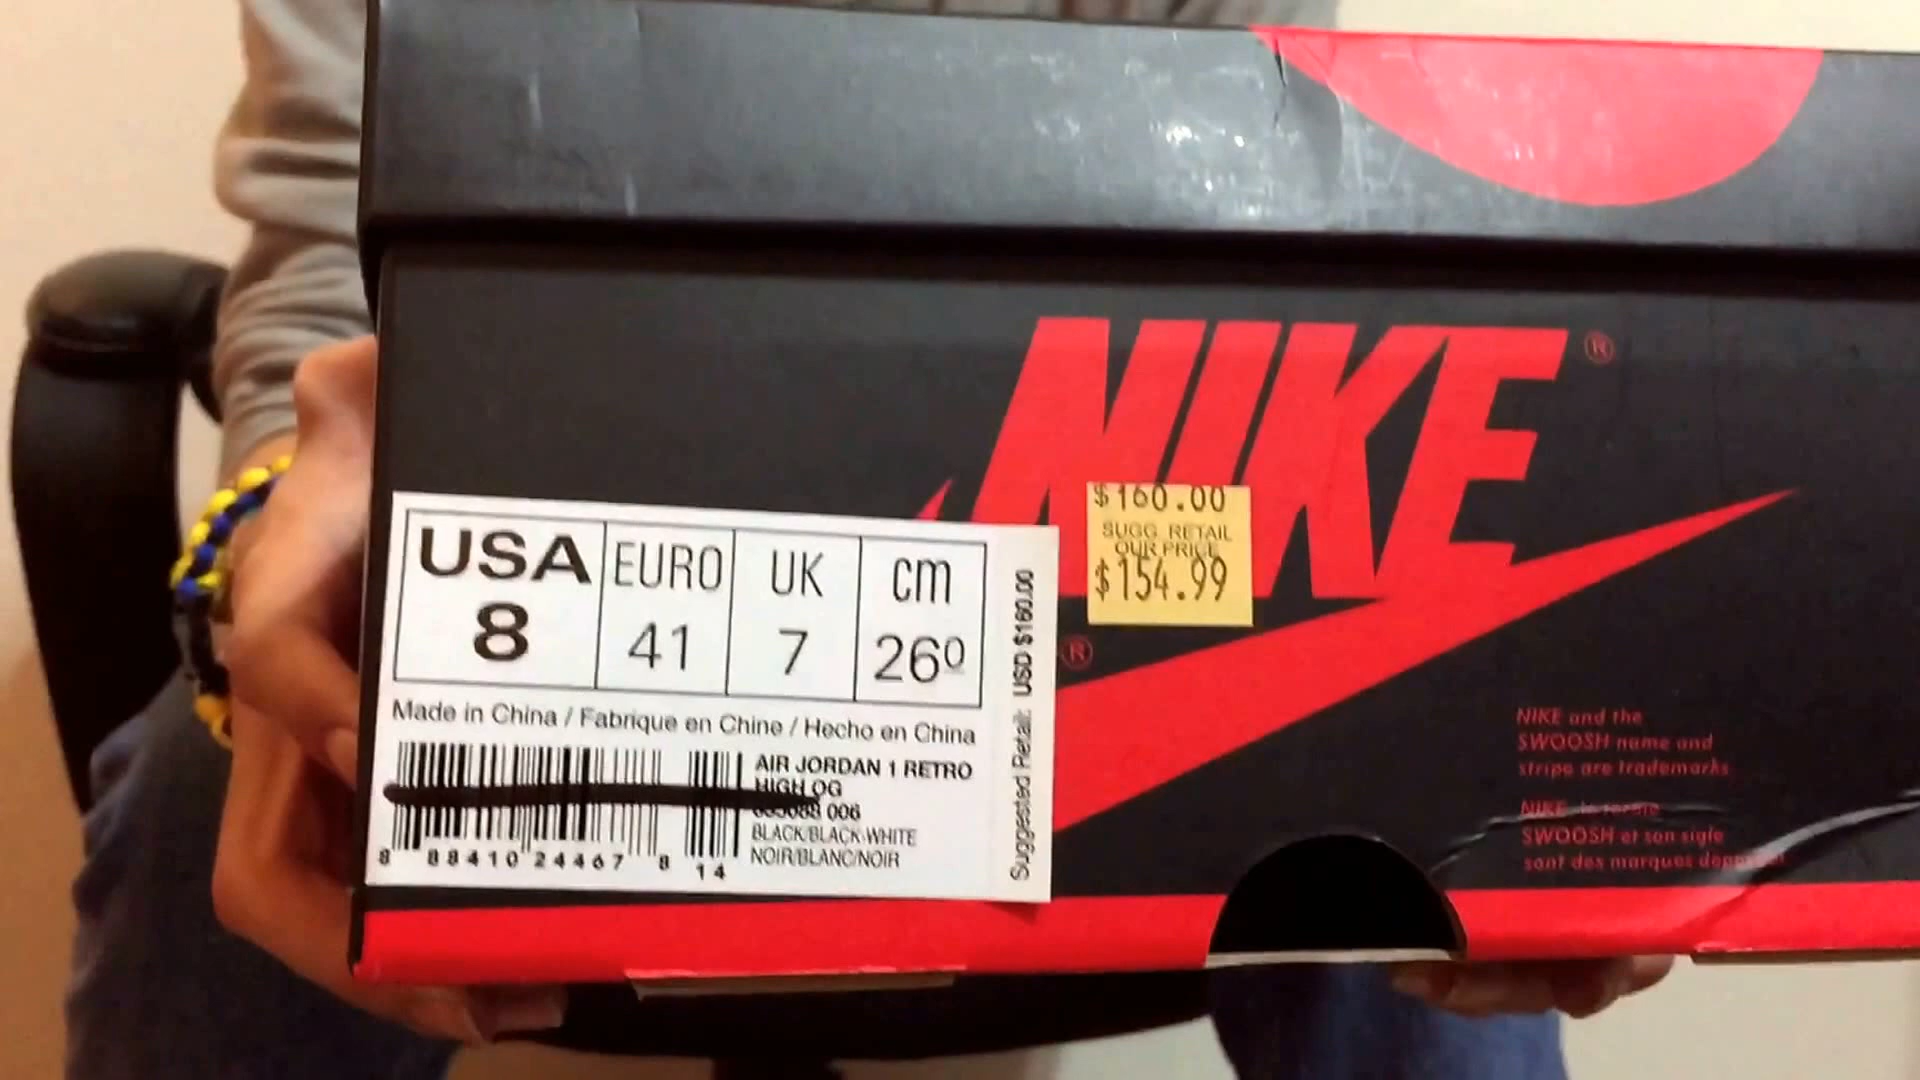 NIKE ®
$160.00
SUGG. RETAIL
OUR PRICE
$154.99
®
USA EURO UK cm
8 41 7 26⁰
Made in China / Fabrique en Chine / Hecho en China
AIR JORDAN 1 RETRO
HIGH OG
006
BLACK/BLACK-WHITE
NOIR/BLANC/NOIR
8 88410 24467 8 14
Suggested Retail: USD $160.00
NIKE and the
SWOOSH name and
stripe are trademarks
NIKE
SWOOSH et son sigle
sont des marques